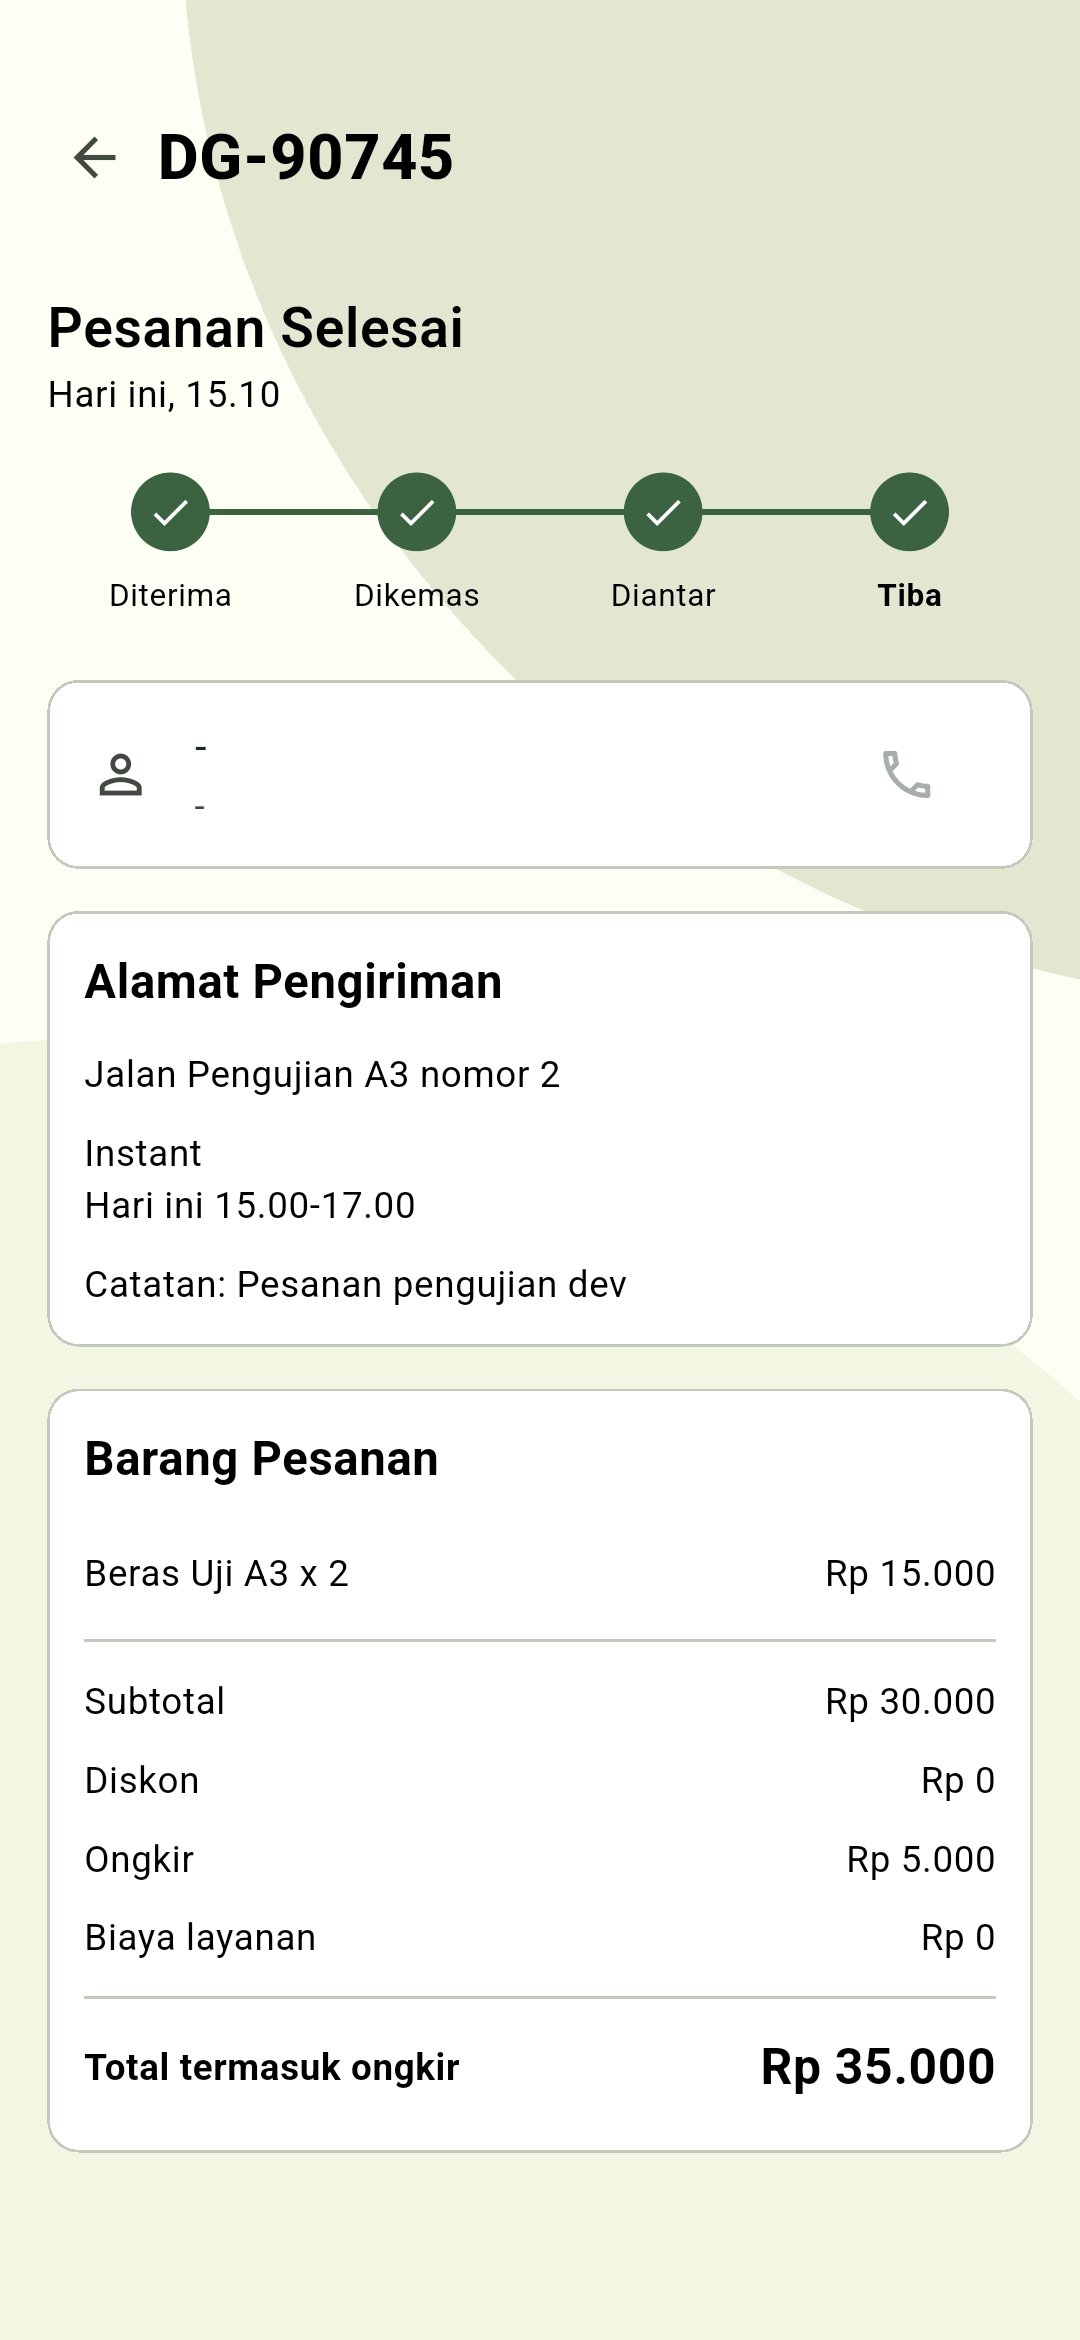 DG-90745
Pesanan Selesai
Hari ini, 15.10
Diterima Dikemas Diantar Tiba
-
-
Alamat Pengiriman
Jalan Pengujian A3 nomor 2
Instant
Hari ini 15.00-17.00
Catatan: Pesanan pengujian dev
Barang Pesanan
Beras Uji A3 x 2 Rp 15.000
Subtotal Rp 30.000
Diskon Rp 0
Ongkir Rp 5.000
Biaya layanan Rp 0
Total termasuk ongkir Rp 35.000